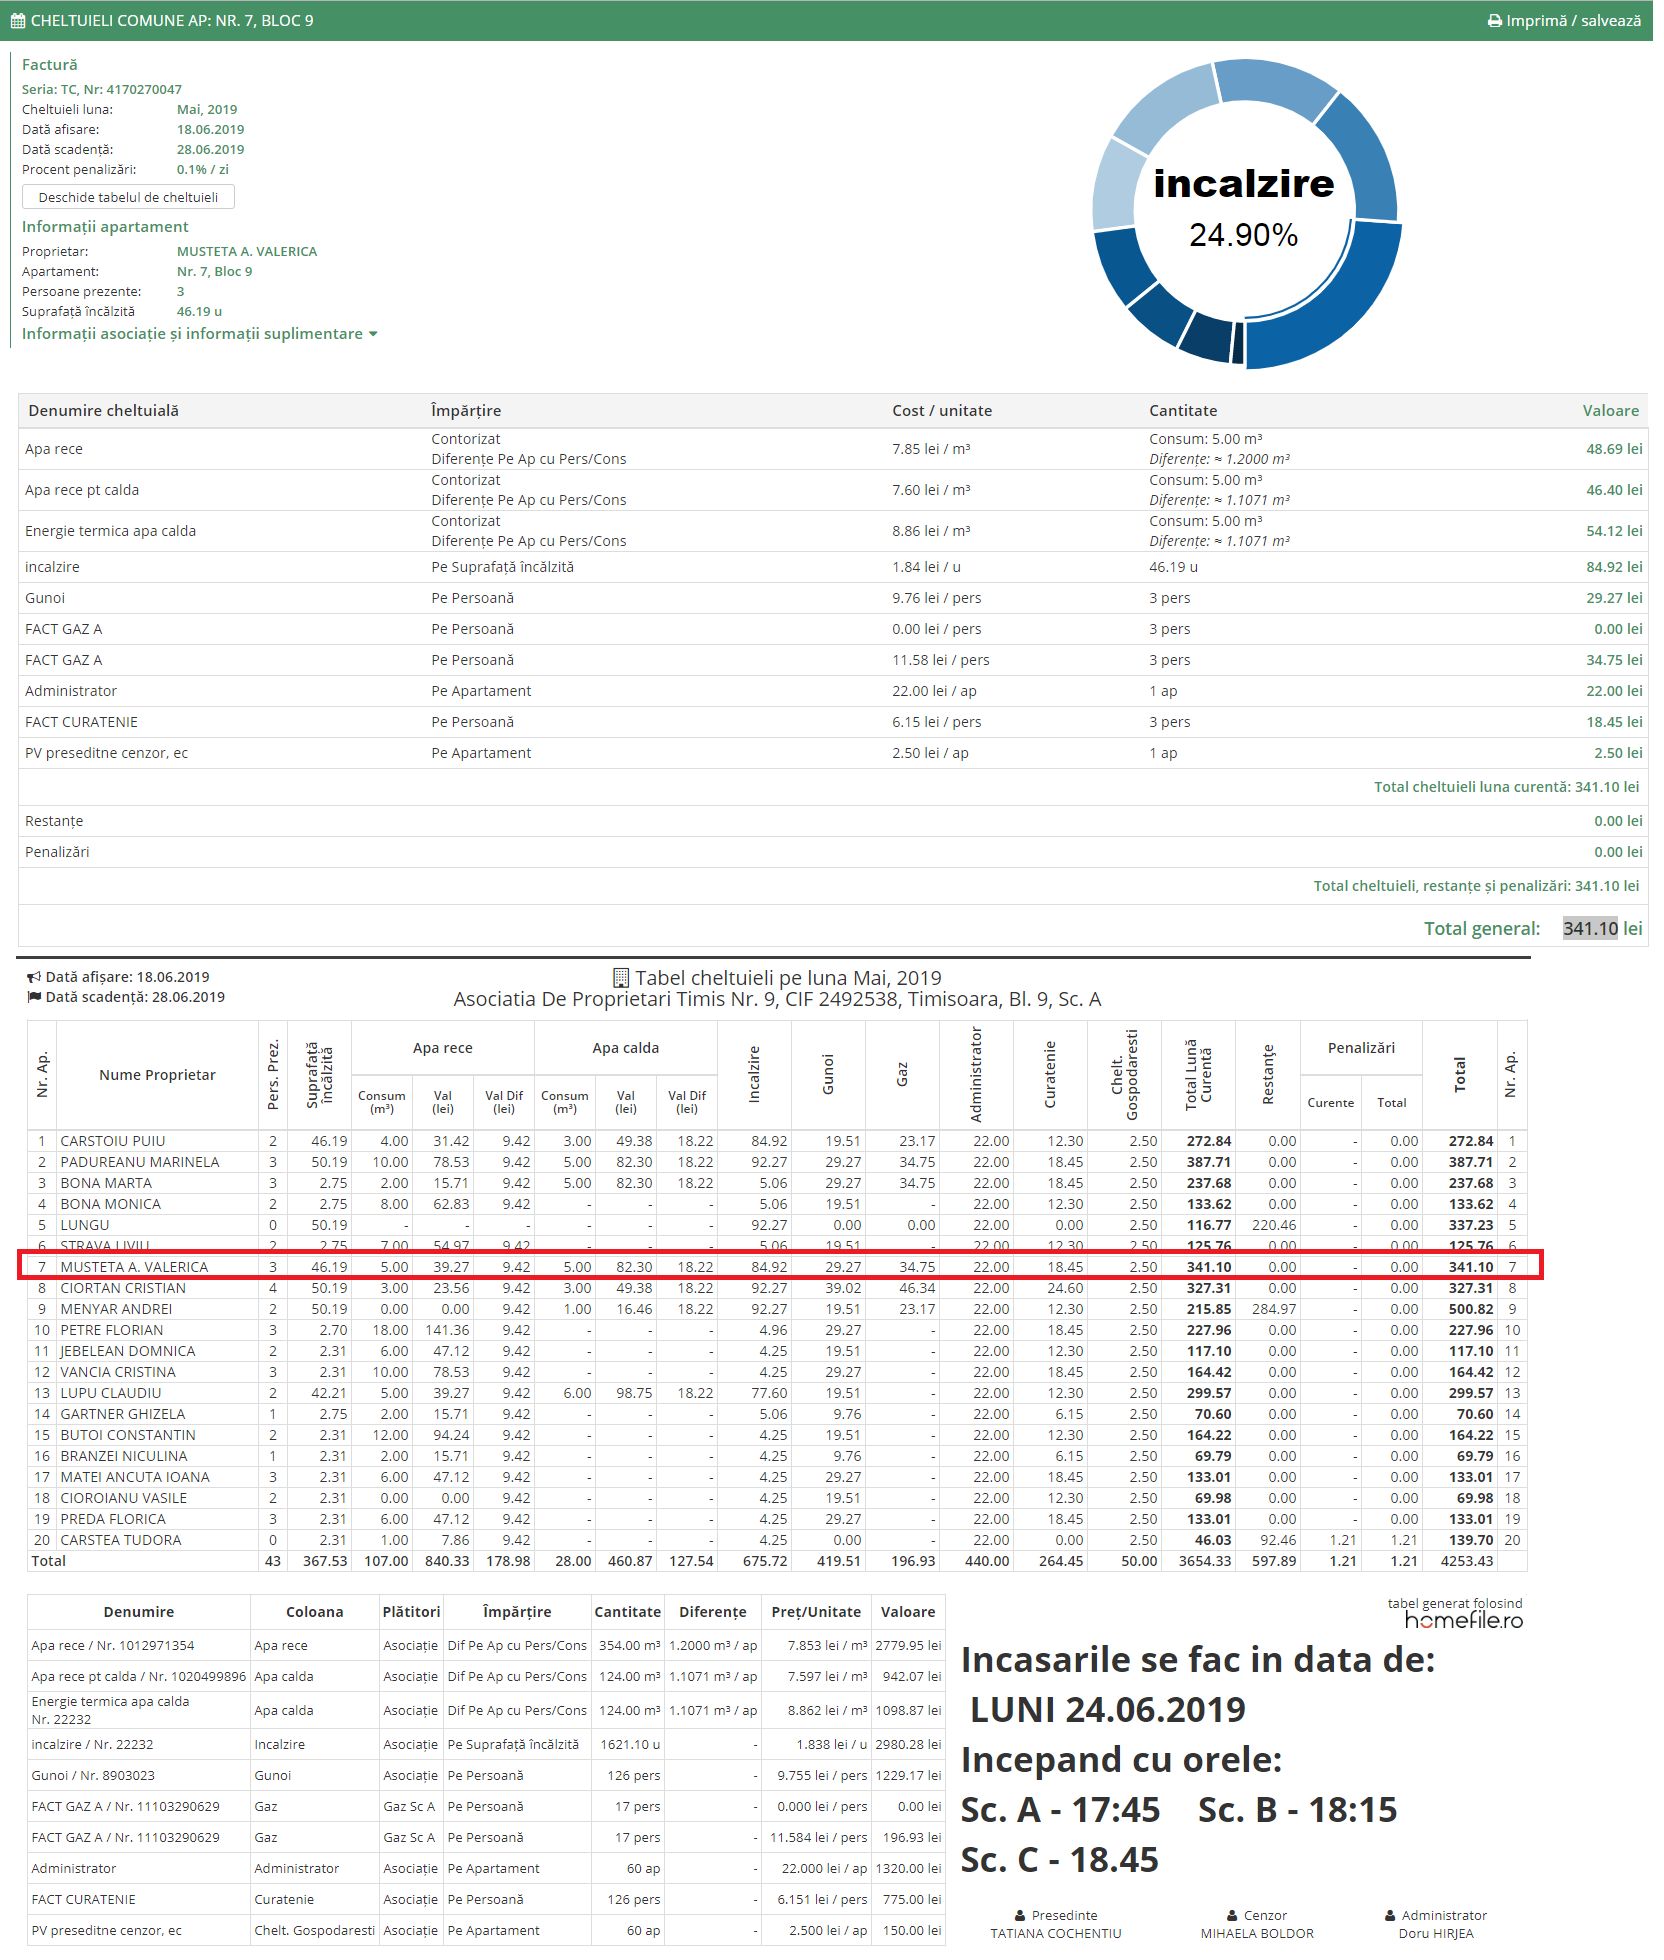 CHELTUIELI COMUNE AP: NR. 7, BLOC 9 Imprimă / salvează
Factură
Seria: TC, Nr: 4170270047
Cheltuieli luna: Mai, 2019
Dată afisare: 18.06.2019
Dată scadență: 28.06.2019
Procent penalizări: 0.1% / zi
Deschide tabelul de cheltuieli
Informații apartament
Proprietar: MUSTETA A. VALERICA
Apartament: Nr. 7, Bloc 9
Persoane prezente: 3
Suprafață încălzită 46.19 u
Informații asociație și informații suplimentare
incalzire
24.90%
Denumire cheltuială Împărțire Cost / unitate Cantitate Valoare
Apa rece Contorizat Diferențe Pe Ap cu Pers/Cons 7.85 lei / m³ Consum: 5.00 m³ Diferențe: ≈ 1.2000 m³ 48.69 lei
Apa rece pt calda Contorizat Diferențe Pe Ap cu Pers/Cons 7.60 lei / m³ Consum: 5.00 m³ Diferențe: ≈ 1.1071 m³ 46.40 lei
Energie termica apa calda Contorizat Diferențe Pe Ap cu Pers/Cons 8.86 lei / m³ Consum: 5.00 m³ Diferențe: ≈ 1.1071 m³ 54.12 lei
incalzire Pe Suprafață încălzită 1.84 lei / u 46.19 u 84.92 lei
Gunoi Pe Persoană 9.76 lei / pers 3 pers 29.27 lei
FACT GAZ A Pe Persoană 0.00 lei / pers 3 pers 0.00 lei
FACT GAZ A Pe Persoană 11.58 lei / pers 3 pers 34.75 lei
Administrator Pe Apartament 22.00 lei / ap 1 ap 22.00 lei
FACT CURATENIE Pe Persoană 6.15 lei / pers 3 pers 18.45 lei
PV preseditne cenzor, ec Pe Apartament 2.50 lei / ap 1 ap 2.50 lei
Total cheltuieli luna curentă: 341.10 lei
Restanțe 0.00 lei
Penalizări 0.00 lei
Total cheltuieli, restanțe și penalizări: 341.10 lei
Total general: 341.10 lei
Dată afișare: 18.06.2019
Dată scadență: 28.06.2019
Tabel cheltuieli pe luna Mai, 2019
Asociatia De Proprietari Timis Nr. 9, CIF 2492538, Timisoara, Bl. 9, Sc. A
Nr. Ap. Nume Proprietar Pers. Prez. Suprafață încălzită Apa rece Apa calda Incalzire Gunoi Gaz Administrator Curatenie Chelt. Gospodaresti Total Lună Curentă Restanțe Penalizări Total Nr. Ap.
Consum (m³) Val (lei) Val Dif (lei) Consum (m³) Val (lei) Val Dif (lei) Curente Total
1 CARSTOIU PUIU 2 46.19 4.00 31.42 9.42 3.00 49.38 18.22 84.92 19.51 23.17 22.00 12.30 2.50 272.84 0.00 - 0.00 272.84 1
2 PADUREANU MARINELA 3 50.19 10.00 78.53 9.42 5.00 82.30 18.22 92.27 29.27 34.75 22.00 18.45 2.50 387.71 0.00 - 0.00 387.71 2
3 BONA MARTA 3 2.75 2.00 15.71 9.42 5.00 82.30 18.22 5.06 29.27 34.75 22.00 18.45 2.50 237.68 0.00 - 0.00 237.68 3
4 BONA MONICA 2 2.75 8.00 62.83 9.42 - - - 5.06 19.51 - 22.00 12.30 2.50 133.62 0.00 - 0.00 133.62 4
5 LUNGU 0 50.19 - - - - - - 92.27 0.00 0.00 22.00 0.00 2.50 116.77 220.46 - 0.00 337.23 5
6 STRAVA LIVIU 2 2.75 7.00 54.97 9.42 - - - 5.06 19.51 - 22.00 12.30 2.50 125.76 0.00 - 0.00 125.76 6
7 MUSTETA A. VALERICA 3 46.19 5.00 39.27 9.42 5.00 82.30 18.22 84.92 29.27 34.75 22.00 18.45 2.50 341.10 0.00 - 0.00 341.10 7
8 CIORTAN CRISTIAN 4 50.19 3.00 23.56 9.42 3.00 49.38 18.22 92.27 39.02 46.34 22.00 24.60 2.50 327.31 0.00 - 0.00 327.31 8
9 MENYAR ANDREI 2 50.19 0.00 0.00 9.42 1.00 16.46 18.22 92.27 19.51 23.17 22.00 12.30 2.50 215.85 284.97 - 0.00 500.82 9
10 PETRE FLORIAN 3 2.70 18.00 141.36 9.42 - - - 4.96 29.27 - 22.00 18.45 2.50 227.96 0.00 - 0.00 227.96 10
11 JEBELEAN DOMNICA 2 2.31 6.00 47.12 9.42 - - - 4.25 19.51 - 22.00 12.30 2.50 117.10 0.00 - 0.00 117.10 11
12 VANCIA CRISTINA 3 2.31 10.00 78.53 9.42 - - - 4.25 29.27 - 22.00 18.45 2.50 164.42 0.00 - 0.00 164.42 12
13 LUPU CLAUDIU 2 42.21 5.00 39.27 9.42 6.00 98.75 18.22 77.60 19.51 - 22.00 12.30 2.50 299.57 0.00 - 0.00 299.57 13
14 GARTNER GHIZELA 1 2.75 2.00 15.71 9.42 - - - 5.06 9.76 - 22.00 6.15 2.50 70.60 0.00 - 0.00 70.60 14
15 BUTOI CONSTANTIN 2 2.31 12.00 94.24 9.42 - - - 4.25 19.51 - 22.00 12.30 2.50 164.22 0.00 - 0.00 164.22 15
16 BRANZEI NICULINA 1 2.31 2.00 15.71 9.42 - - - 4.25 9.76 - 22.00 6.15 2.50 69.79 0.00 - 0.00 69.79 16
17 MATEI ANCUTA IOANA 3 2.31 6.00 47.12 9.42 - - - 4.25 29.27 - 22.00 18.45 2.50 133.01 0.00 - 0.00 133.01 17
18 CIOROIANU VASILE 2 2.31 0.00 0.00 9.42 - - - 4.25 19.51 - 22.00 12.30 2.50 69.98 0.00 - 0.00 69.98 18
19 PREDA FLORICA 3 2.31 6.00 47.12 9.42 - - - 4.25 29.27 - 22.00 18.45 2.50 133.01 0.00 - 0.00 133.01 19
20 CARSTEA TUDORA 0 2.31 1.00 7.86 9.42 - - - 4.25 0.00 - 22.00 0.00 2.50 46.03 92.46 1.21 1.21 139.70 20
Total 43 367.53 107.00 840.33 178.98 28.00 460.87 127.54 675.72 419.51 196.93 440.00 264.45 50.00 3654.33 597.89 1.21 1.21 4253.43
Denumire Coloana Plătitori Împărțire Cantitate Diferențe Preț/Unitate Valoare
Apa rece / Nr. 1012971354 Apa rece Asociație Dif Pe Ap cu Pers/Cons 354.00 m³ 1.2000 m³ / ap 7.853 lei / m³ 2779.95 lei
Apa rece pt calda / Nr. 1020499896 Apa calda Asociație Dif Pe Ap cu Pers/Cons 124.00 m³ 1.1071 m³ / ap 7.597 lei / m³ 942.07 lei
Energie termica apa calda Nr. 22232 Apa calda Asociație Dif Pe Ap cu Pers/Cons 124.00 m³ 1.1071 m³ / ap 8.862 lei / m³ 1098.87 lei
incalzire / Nr. 22232 Incalzire Asociație Pe Suprafață încălzită 1621.10 u - 1.838 lei / u 2980.28 lei
Gunoi / Nr. 8903023 Gunoi Asociație Pe Persoană 126 pers - 9.755 lei / pers 1229.17 lei
FACT GAZ A / Nr. 11103290629 Gaz Gaz Sc A Pe Persoană 17 pers - 0.000 lei / pers 0.00 lei
FACT GAZ A / Nr. 11103290629 Gaz Gaz Sc A Pe Persoană 17 pers - 11.584 lei / pers 196.93 lei
Administrator Administrator Asociație Pe Apartament 60 ap - 22.000 lei / ap 1320.00 lei
FACT CURATENIE Curatenie Asociație Pe Persoană 126 pers - 6.151 lei / pers 775.00 lei
PV preseditne cenzor, ec Chelt. Gospodaresti Asociație Pe Apartament 60 ap - 2.500 lei / ap 150.00 lei
tabel generat folosind
homefile.ro
Incasarile se fac in data de:
LUNI 24.06.2019
Incepand cu orele:
Sc. A - 17:45 Sc. B - 18:15
Sc. C - 18.45
Presedinte Cenzor Administrator
TATIANA COCHENTIU MIHAELA BOLDOR Doru HIRJEA